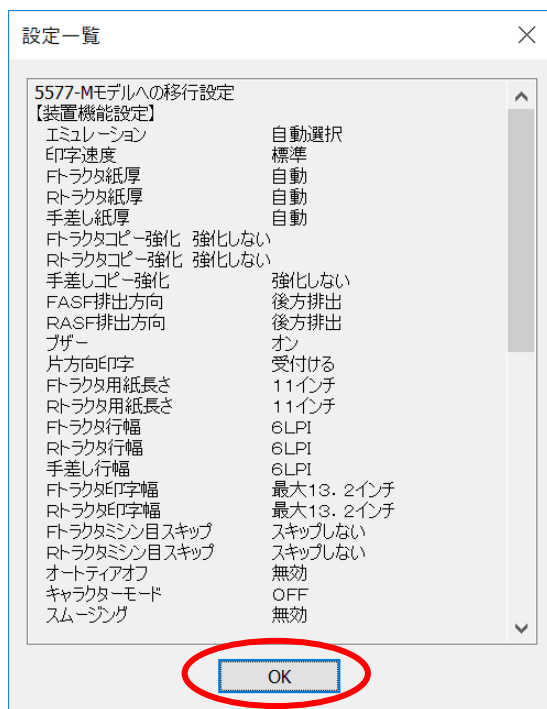 設定一覧
5577-Mモデルへの移行設定
【装置機能設定】
エミュレーション 自動選択
印字速度 標準
Fトラクタ紙厚 自動
Rトラクタ紙厚 自動
手差し紙厚 自動
Fトラクタコピー強化 強化しない
Rトラクタコピー強化 強化しない
手差しコピー強化 強化しない
FASF排出方向 後方排出
RASF排出方向 後方排出
ブザー オン
片方向印字 受付ける
Fトラクタ用紙長さ 11インチ
Rトラクタ用紙長さ 11インチ
Fトラクタ行幅 6LPI
Rトラクタ行幅 6LPI
手差し行幅 6LPI
Fトラクタ印字幅 最大13.2インチ
Rトラクタ印字幅 最大13.2インチ
Fトラクタミシン目スキップ スキップしない
Rトラクタミシン目スキップ スキップしない
オートティアオフ 無効
キャラクターモード OFF
スムージング 無効
OK